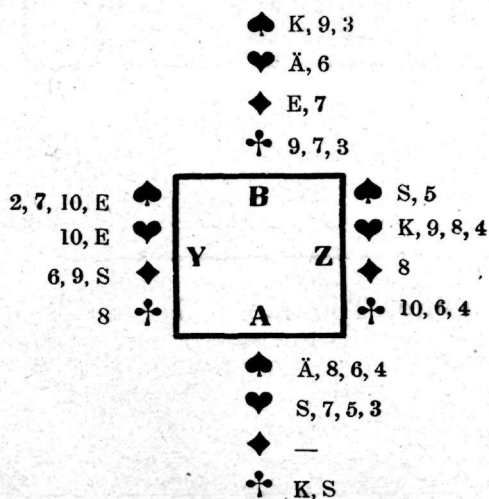 ♠ K, 9, 3
♥ Ä, 6
♦ E, 7
♣ 9, 7, 3
2, 7, 10, E ♠
10, E ♥
6, 9, S ♦
8 ♣
B
Y Z
A
♠ S, 5
♥ K, 9, 8, 4
♦ 8
♣ 10, 6, 4
♠ Ä, 8, 6, 4
♥ S, 7, 5, 3
♦ —
♣ K, S